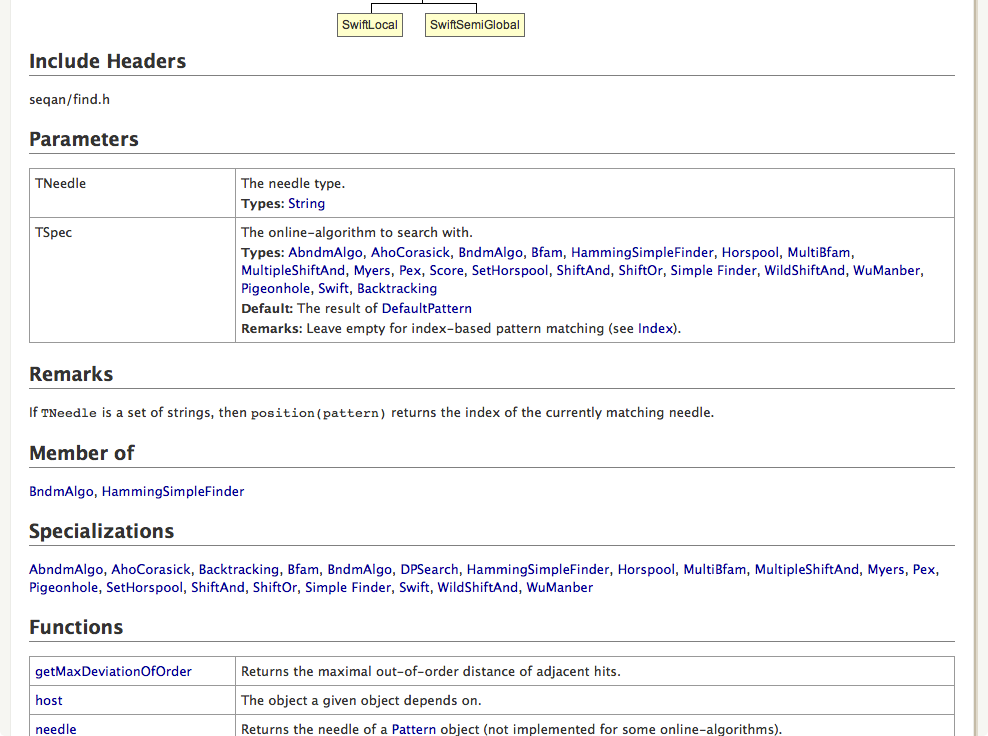 SwiftLocal SwiftSemiGlobal
Include Headers
seqan/find.h
Parameters
TNeedle The needle type.
Types: String
TSpec The online-algorithm to search with.
Types: AbndmAlgo, AhoCorasick, BndmAlgo, Bfam, HammingSimpleFinder, Horspool, MultiBfam,
MultipleShiftAnd, Myers, Pex, Score, SetHorspool, ShiftAnd, ShiftOr, Simple Finder, WildShiftAnd, WuManber,
Pigeonhole, Swift, Backtracking
Default: The result of DefaultPattern
Remarks: Leave empty for index-based pattern matching (see Index).
Remarks
If TNeedle is a set of strings, then position(pattern) returns the index of the currently matching needle.
Member of
BndmAlgo, HammingSimpleFinder
Specializations
AbndmAlgo, AhoCorasick, Backtracking, Bfam, BndmAlgo, DPSearch, HammingSimpleFinder, Horspool, MultiBfam, MultipleShiftAnd, Myers, Pex,
Pigeonhole, SetHorspool, ShiftAnd, ShiftOr, Simple Finder, Swift, WildShiftAnd, WuManber
Functions
getMaxDeviationOfOrder Returns the maximal out-of-order distance of adjacent hits.
host The object a given object depends on.
needle Returns the needle of a Pattern object (not implemented for some online-algorithms).